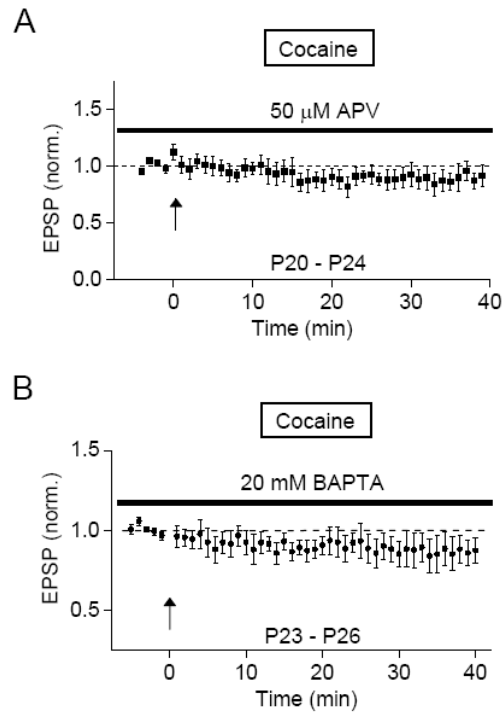 A
Cocaine
50 μM APV
1.5
1.0
0.5
0.0
EPSP (norm.)
P20 - P24
0 10 20 30 40
Time (min)
B
Cocaine
20 mM BAPTA
1.5
1.0
0.5
EPSP (norm.)
P23 - P26
0 10 20 30 40
Time (min)